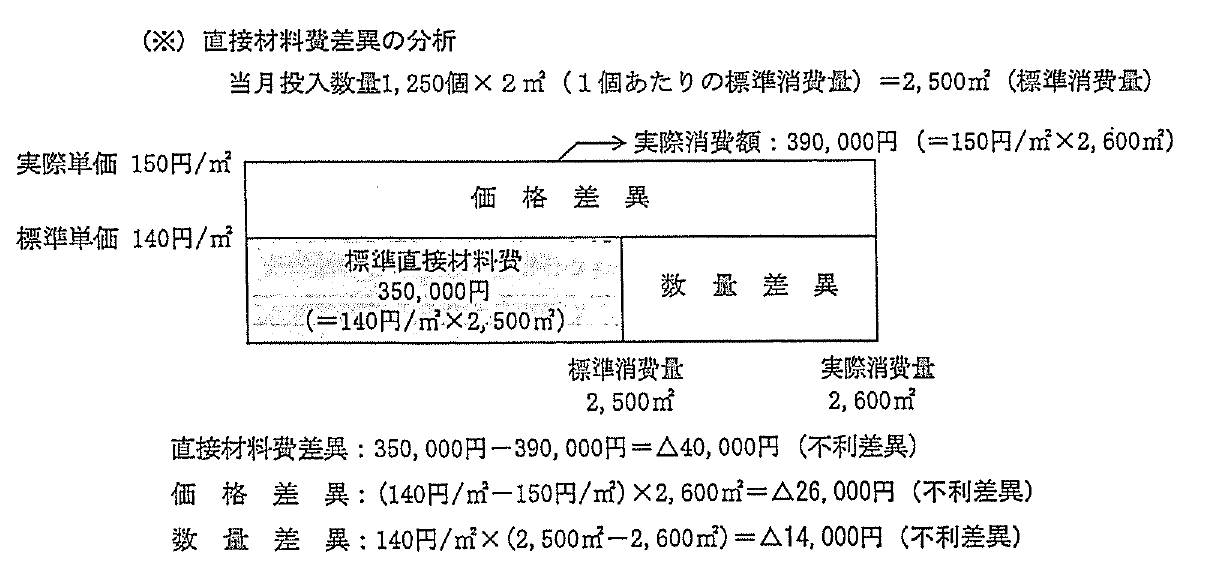 (※) 直接材料費差異の分析
当月投入数量1,250個×2㎡ (1個あたりの標準消費量) =2,500㎡ (標準消費量)
実際消費額:390,000円 (=150円/㎡×2,600㎡)
実際単価 150円/㎡
価格差異
標準単価 140円/㎡
標準直接材料費
350,000円
(=140円/㎡×2,500㎡)
数量差異
標準消費量
2,500㎡
実際消費量
2,600㎡
直接材料費差異:350,000円-390,000円=△40,000円 (不利差異)
価格差異:(140円/㎡-150円/㎡)×2,600㎡=△26,000円 (不利差異)
数量差異:140円/㎡×(2,500㎡-2,600㎡)=△14,000円 (不利差異)